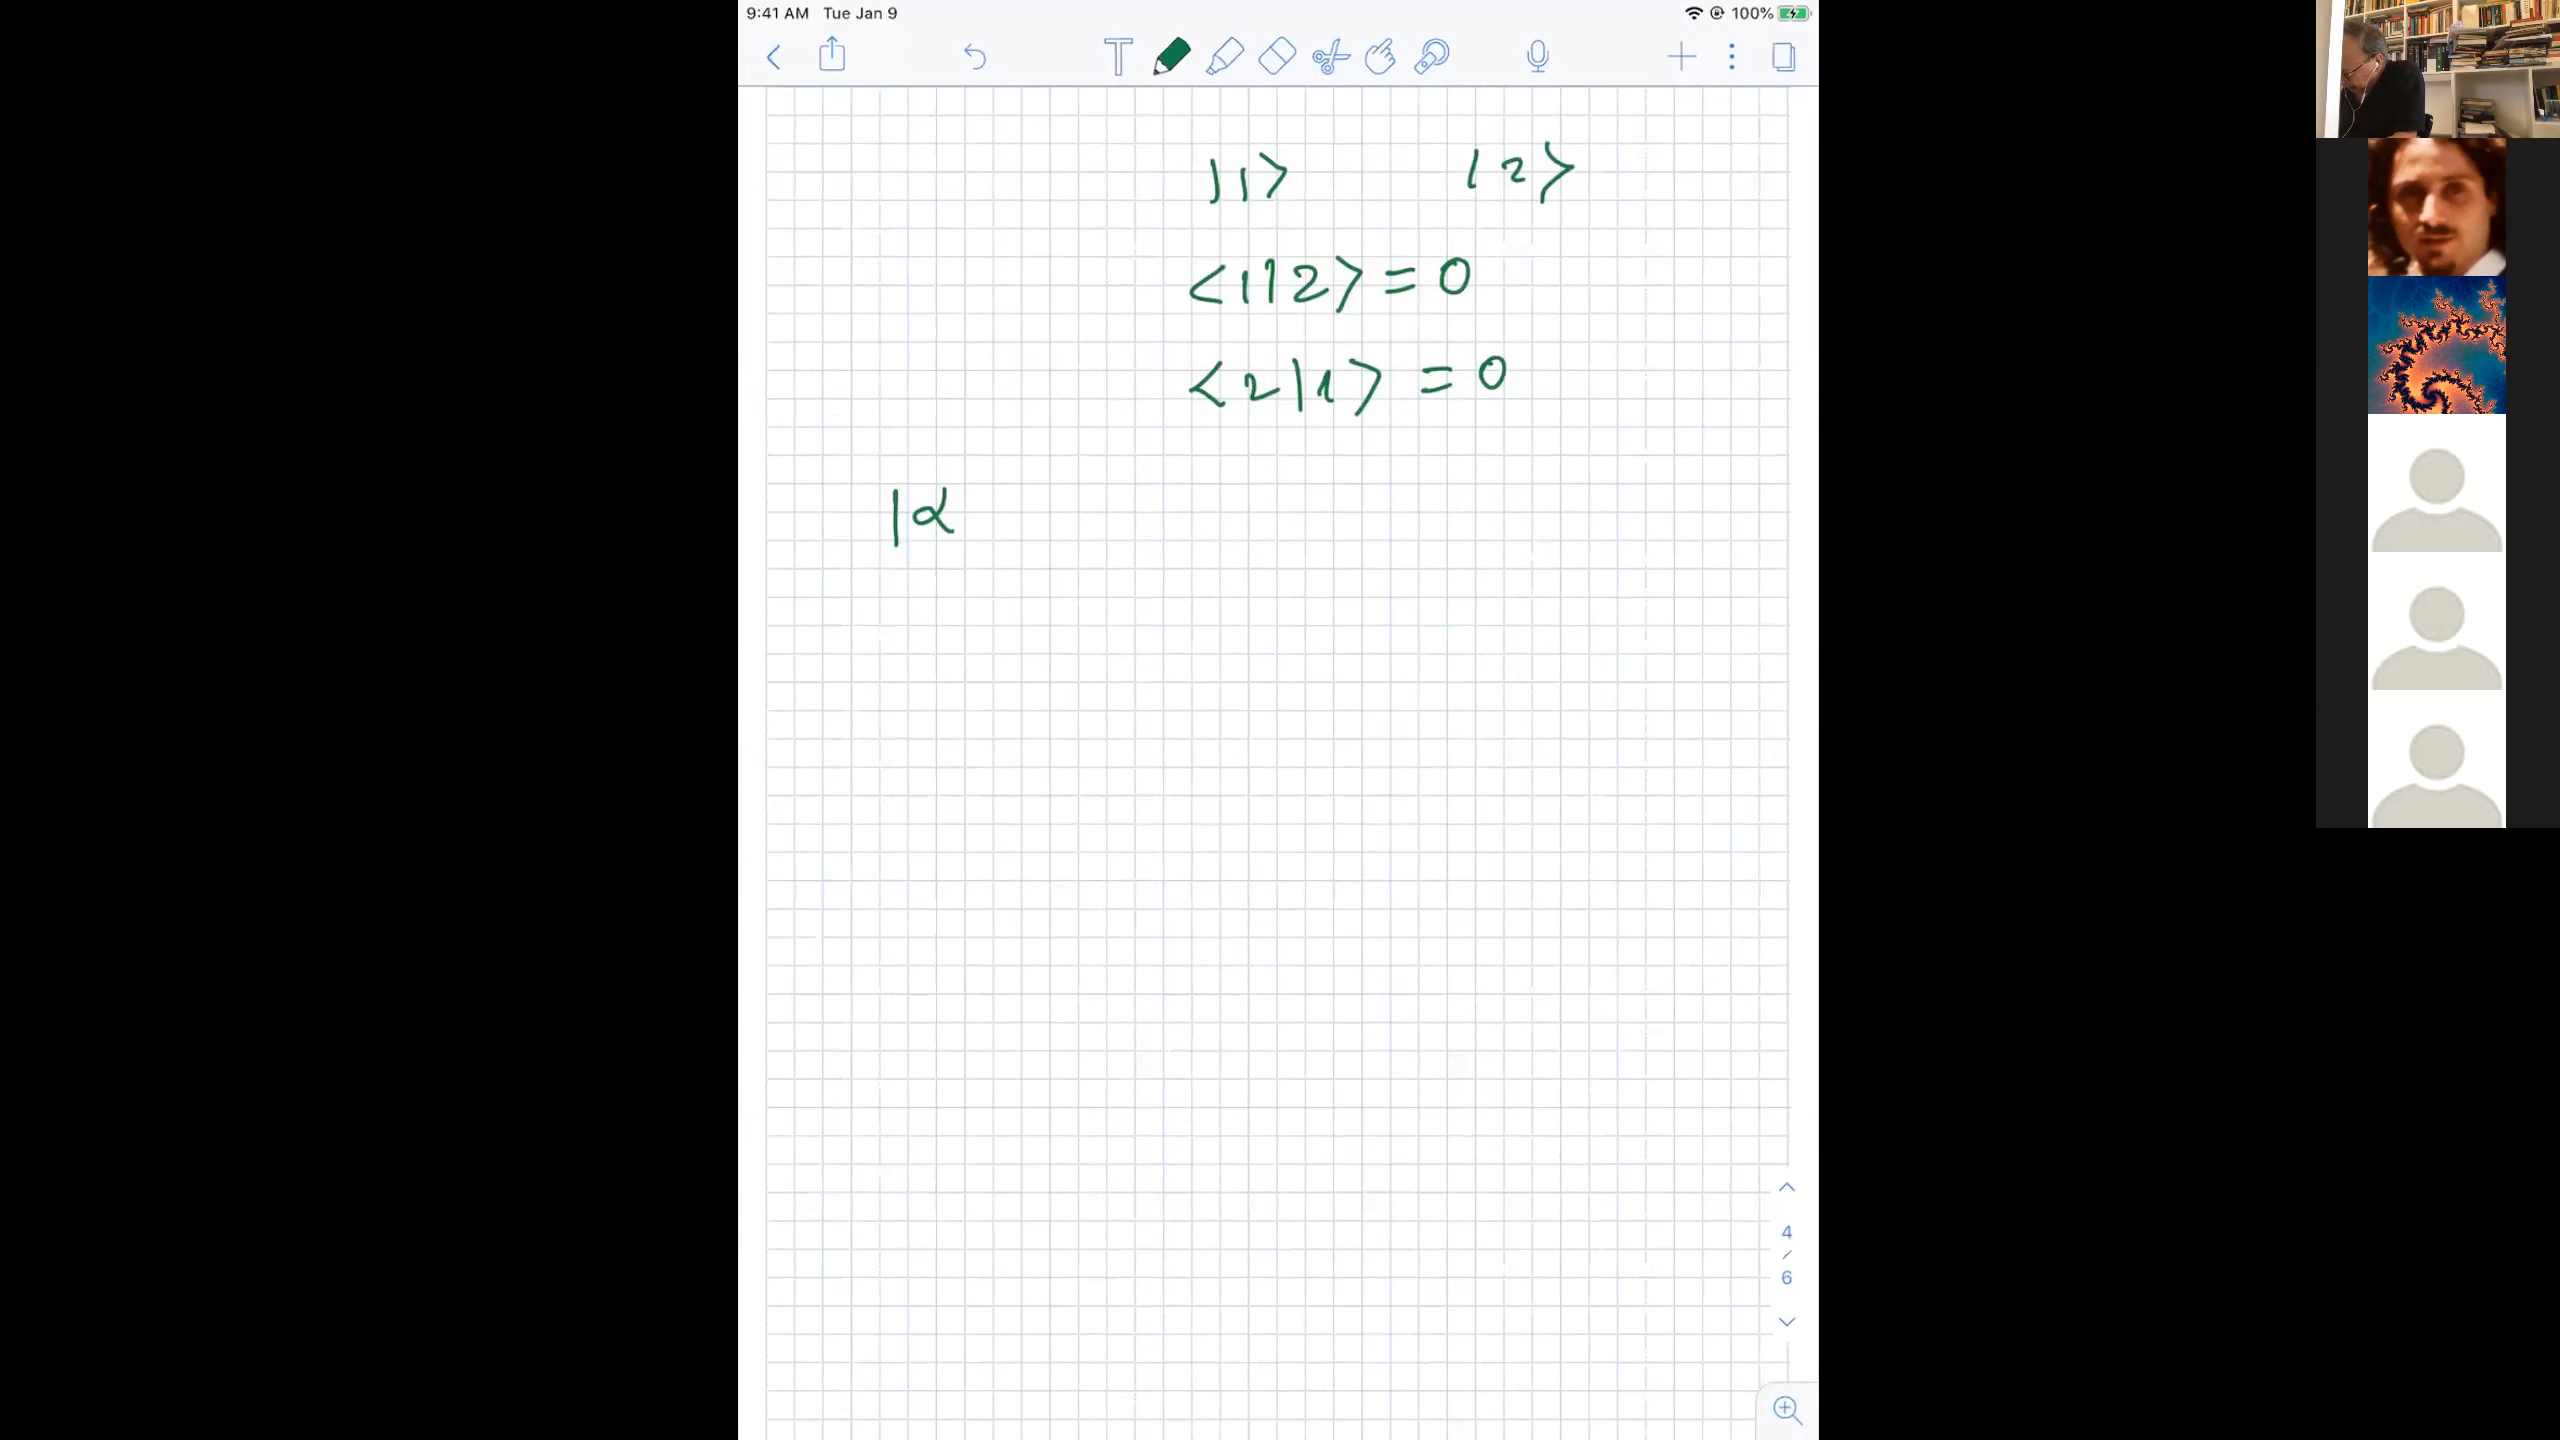 9:41 AM Tue Jan 9 100%
T
|1⟩ |2⟩
<1|2> = 0
<2|1> = 0
|α
4
/
6